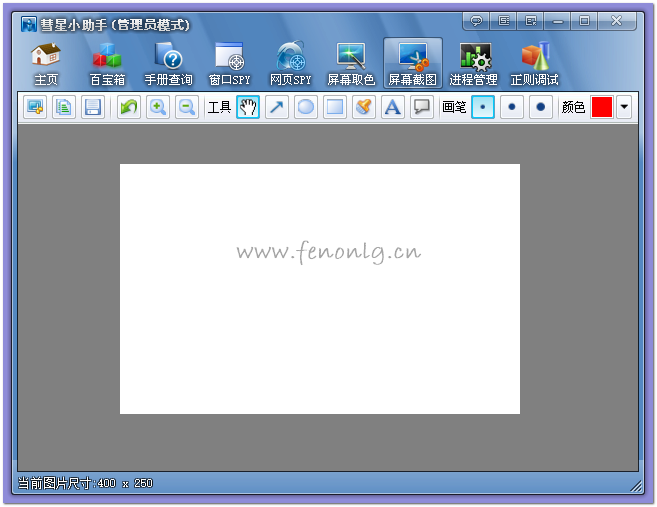 彗星小助手 (管理员模式)
主页 百宝箱 手册查询 窗口SPY 网页SPY 屏幕取色 屏幕截图 进程管理 正则调试
工具 A 画笔 颜色
www.fenonlg.cn
当前图片尺寸:400 x 250